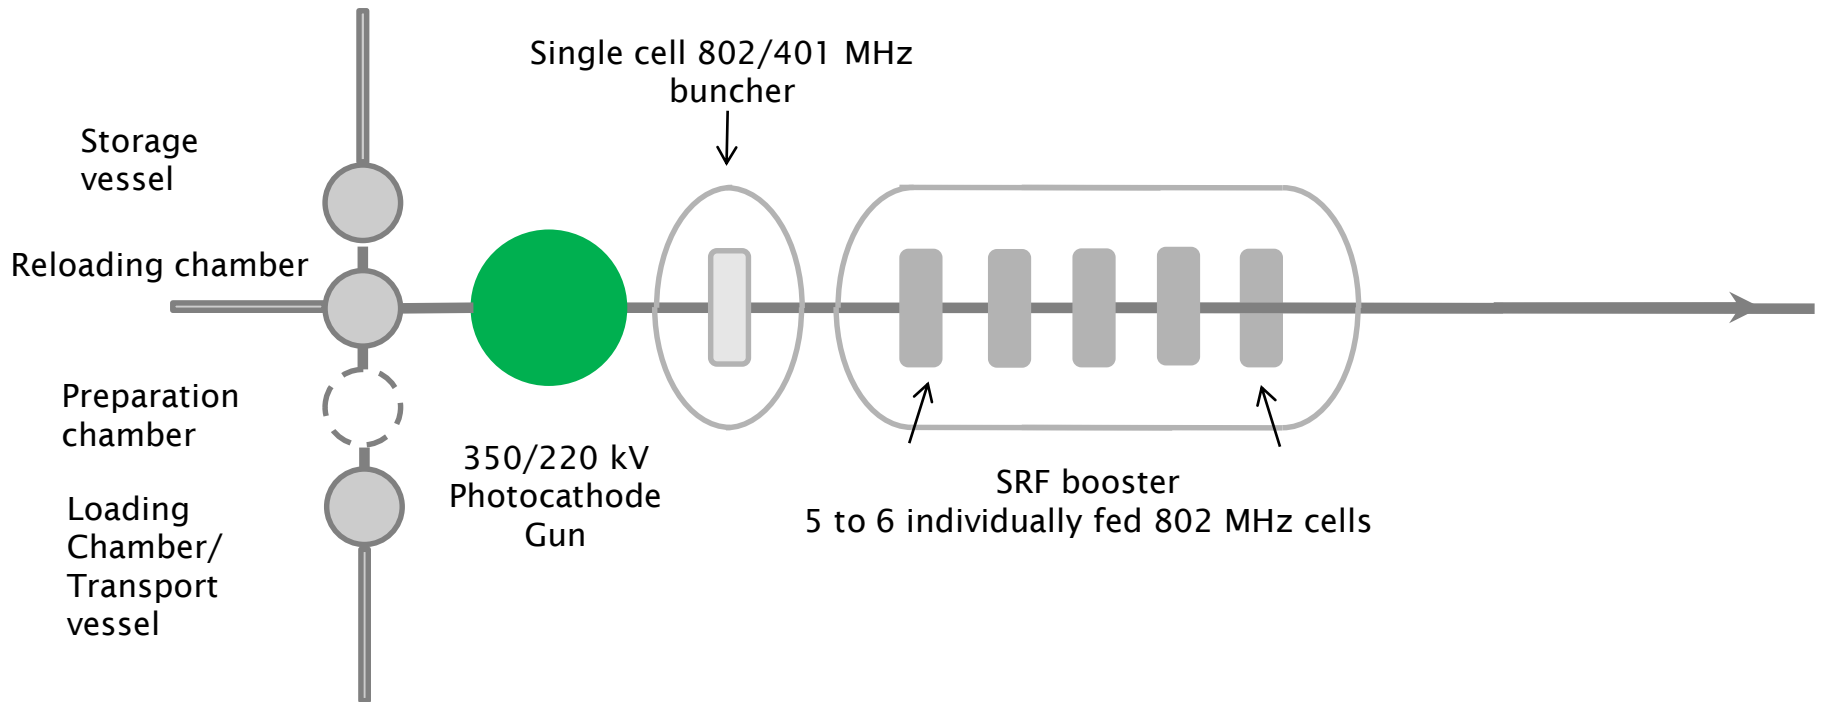 Single cell 802/401 MHz
buncher
Storage
vessel
Reloading chamber
Preparation
chamber
350/220 kV
Photocathode
Gun
SRF booster
5 to 6 individually fed 802 MHz cells
Loading
Chamber/
Transport
vessel